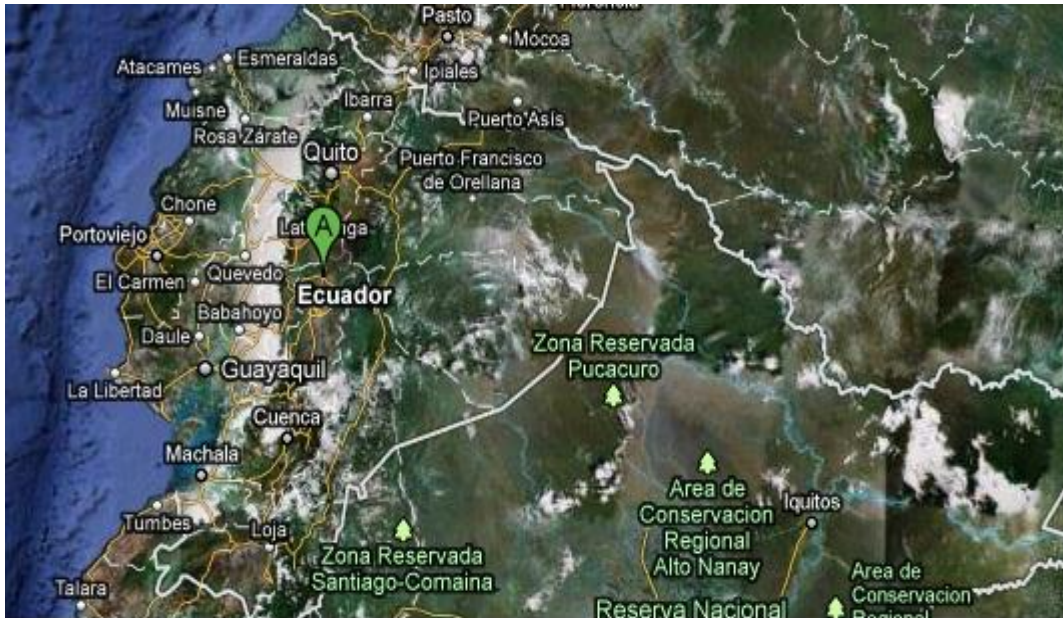 Pasto
Mocoa
Esmeraldas
Atacames
Ipiales
Muisne
Ibarra
Rosa Zárate
Puerto Asís
Quito
Puerto Francisco
de Orellana
Chone
A
Portoviejo
El Carmen
Quevedo
Ecuador
Babahoyo
Daule
Zona Reservada
Pucacuro
La Libertad
Guayaquil
Cuenca
Machala
Area de
Conservacion
Regional
Alto Nanay
Iquitos
Tumbes
Loja
Zona Reservada
Santiago-Comaina
Talara
Area de
Conservacion
Regional
Reserva Nacional